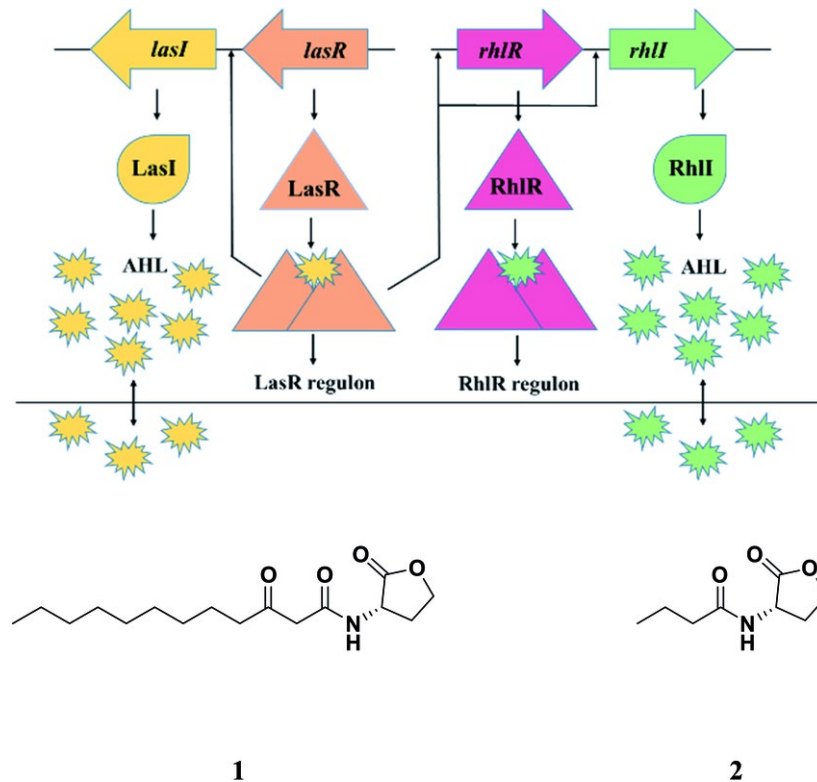 lasI lasR rhlR rhlI
LasI LasR RhlR RhlI
AHL AHL
LasR regulon RhlR regulon
O O O O N H
O O O N H
1 2